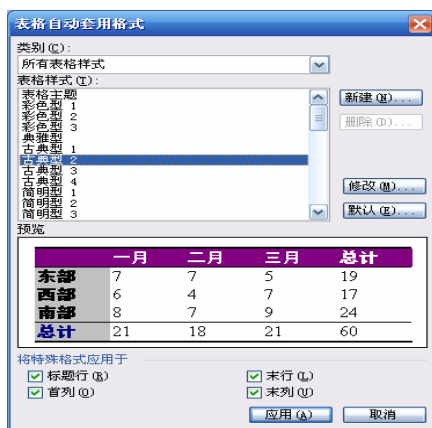 表格自动套用格式
类别(C):
所有表格样式
表格样式(T):
表格主题
彩色型 1
彩色型 2
彩色型 3
典雅型
古典型 1
古典型 2
古典型 3
古典型 4
简明型 1
简明型 2
简明型 3
新建(N)...
删除(D)...
修改(M)...
默认(E)...
预览
一月 二月 三月 总计
东部 7 7 5 19
西部 6 4 7 17
南部 8 7 9 24
总计 21 18 21 60
将特殊格式应用于
标题行(R) 末行(L)
首列(O) 末列(U)
应用(A) 取消